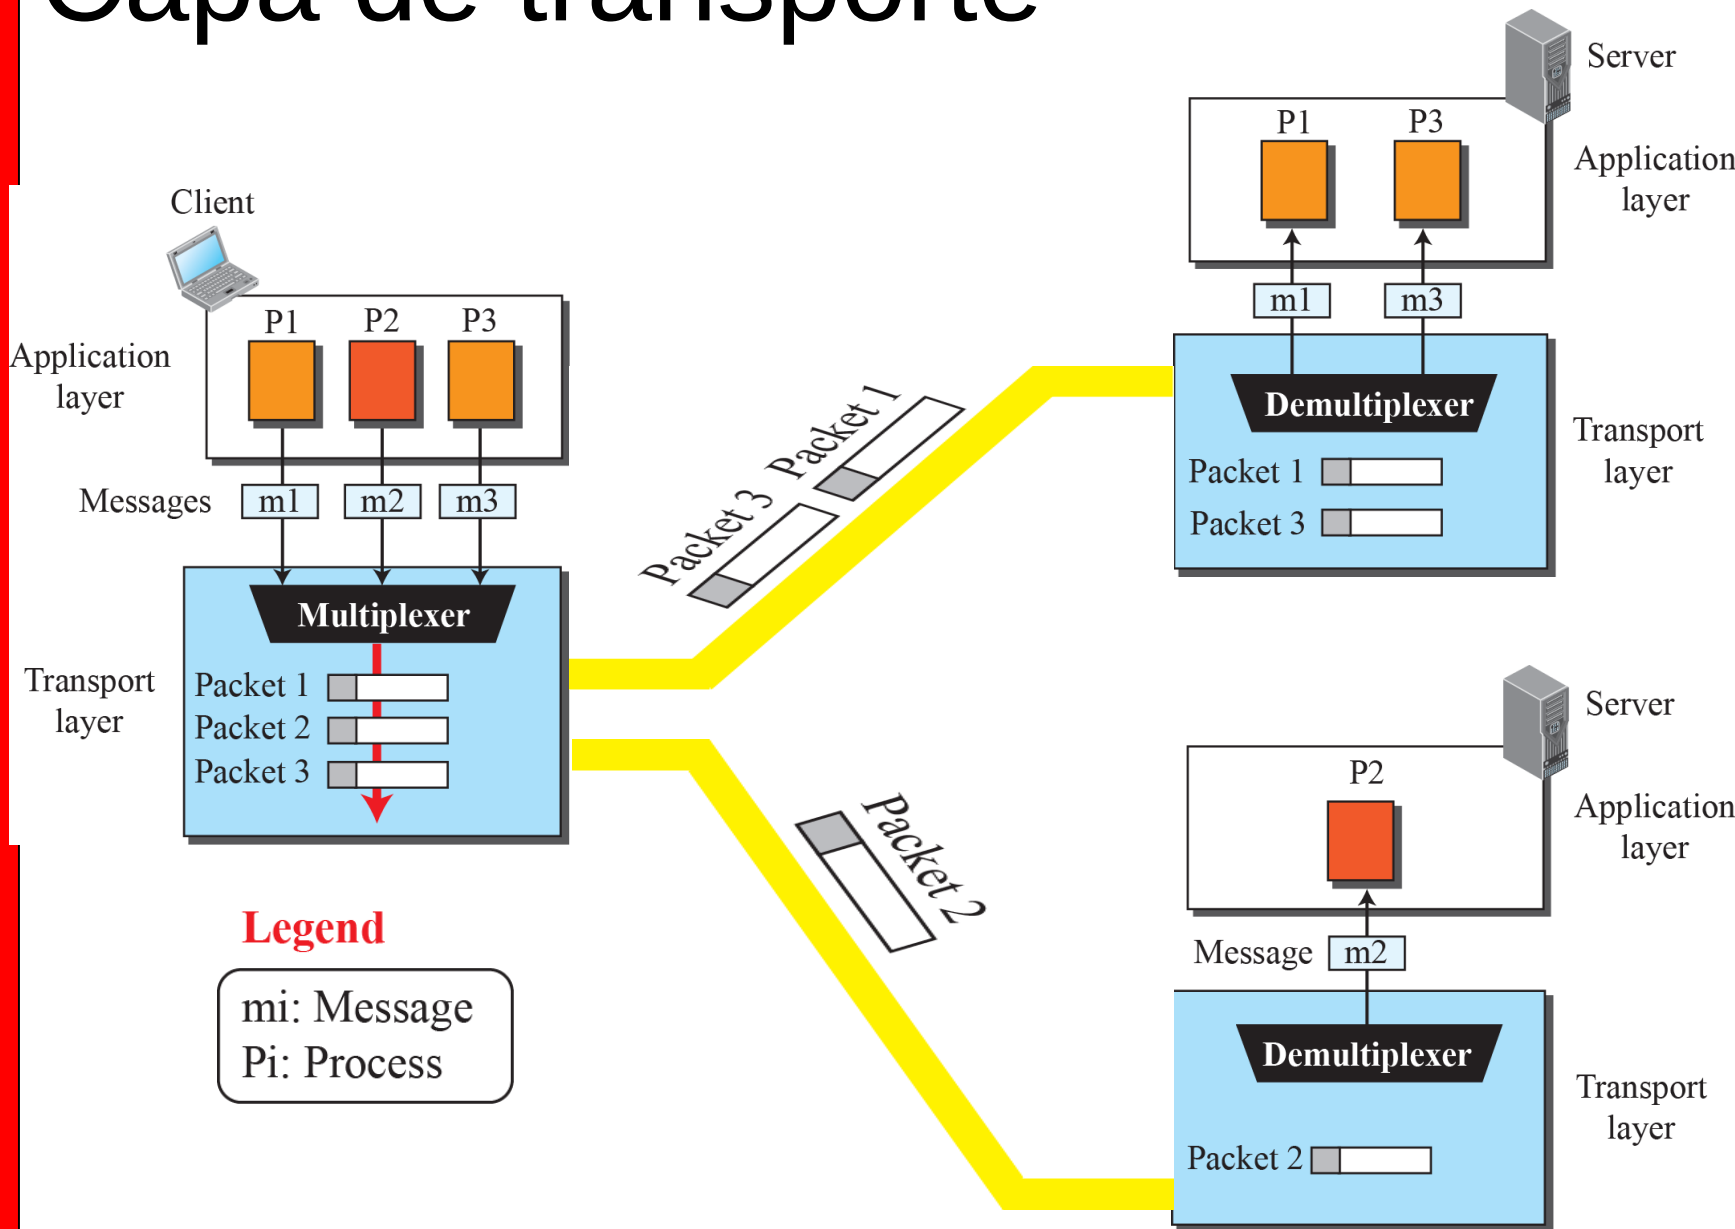 Capa de transporte
Client
P1 P2 P3
Application
layer
Messages m1 m2 m3
Multiplexer
Transport
layer
Packet 1
Packet 2
Packet 3
Legend
mi: Message
Pi: Process
Packet 3
Packet 1
Packet 2
Server
P1 P3
Application
layer
m1 m3
Demultiplexer
Transport
layer
Packet 1
Packet 3
Server
P2
Application
layer
Message m2
Demultiplexer
Transport
layer
Packet 2